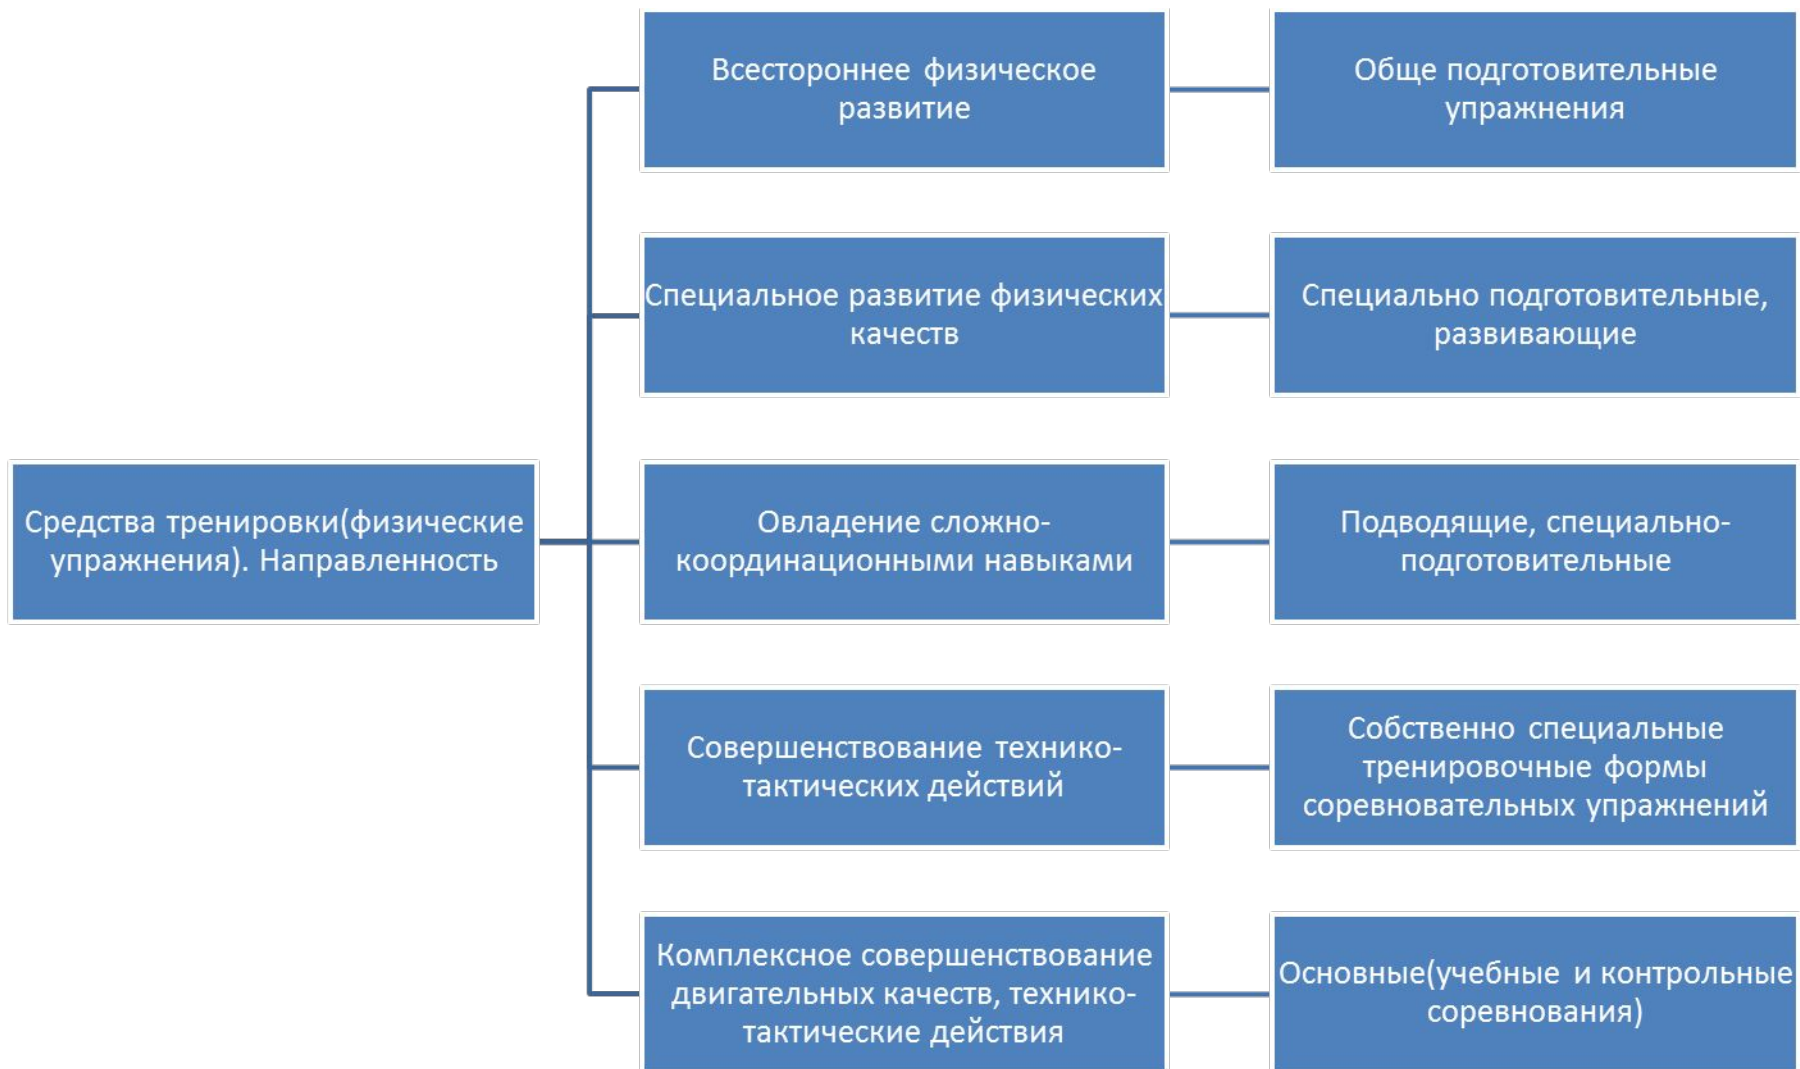 Всестороннее физическое
развитие
Обще подготовительные
упражнения
Специальное развитие физических
качеств
Специально подготовительные,
развивающие
Средства тренировки(физические
упражнения). Направленность
Овладение сложно-
координационными навыками
Подводящие, специально-
подготовительные
Совершенствование технико-
тактических действий
Собственно специальные
тренировочные формы
соревновательных упражнений
Комплексное совершенствование
двигательных качеств, технико-
тактические действия
Основные(учебные и контрольные
соревнования)